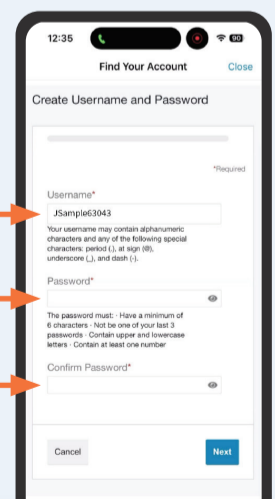 12:35
90
Find Your Account
Close
Create Username and Password
*Required
Username*
JSample63043
Your username may contain alphanumeric
characters and any of the following special
characters: period (.), at sign (@),
underscore (_), and dash (-).
Password*
The password must: · Have a minimum of
6 characters · Not be one of your last 3
passwords · Contain upper and lowercase
letters · Contain at least one number
Confirm Password*
Cancel
Next